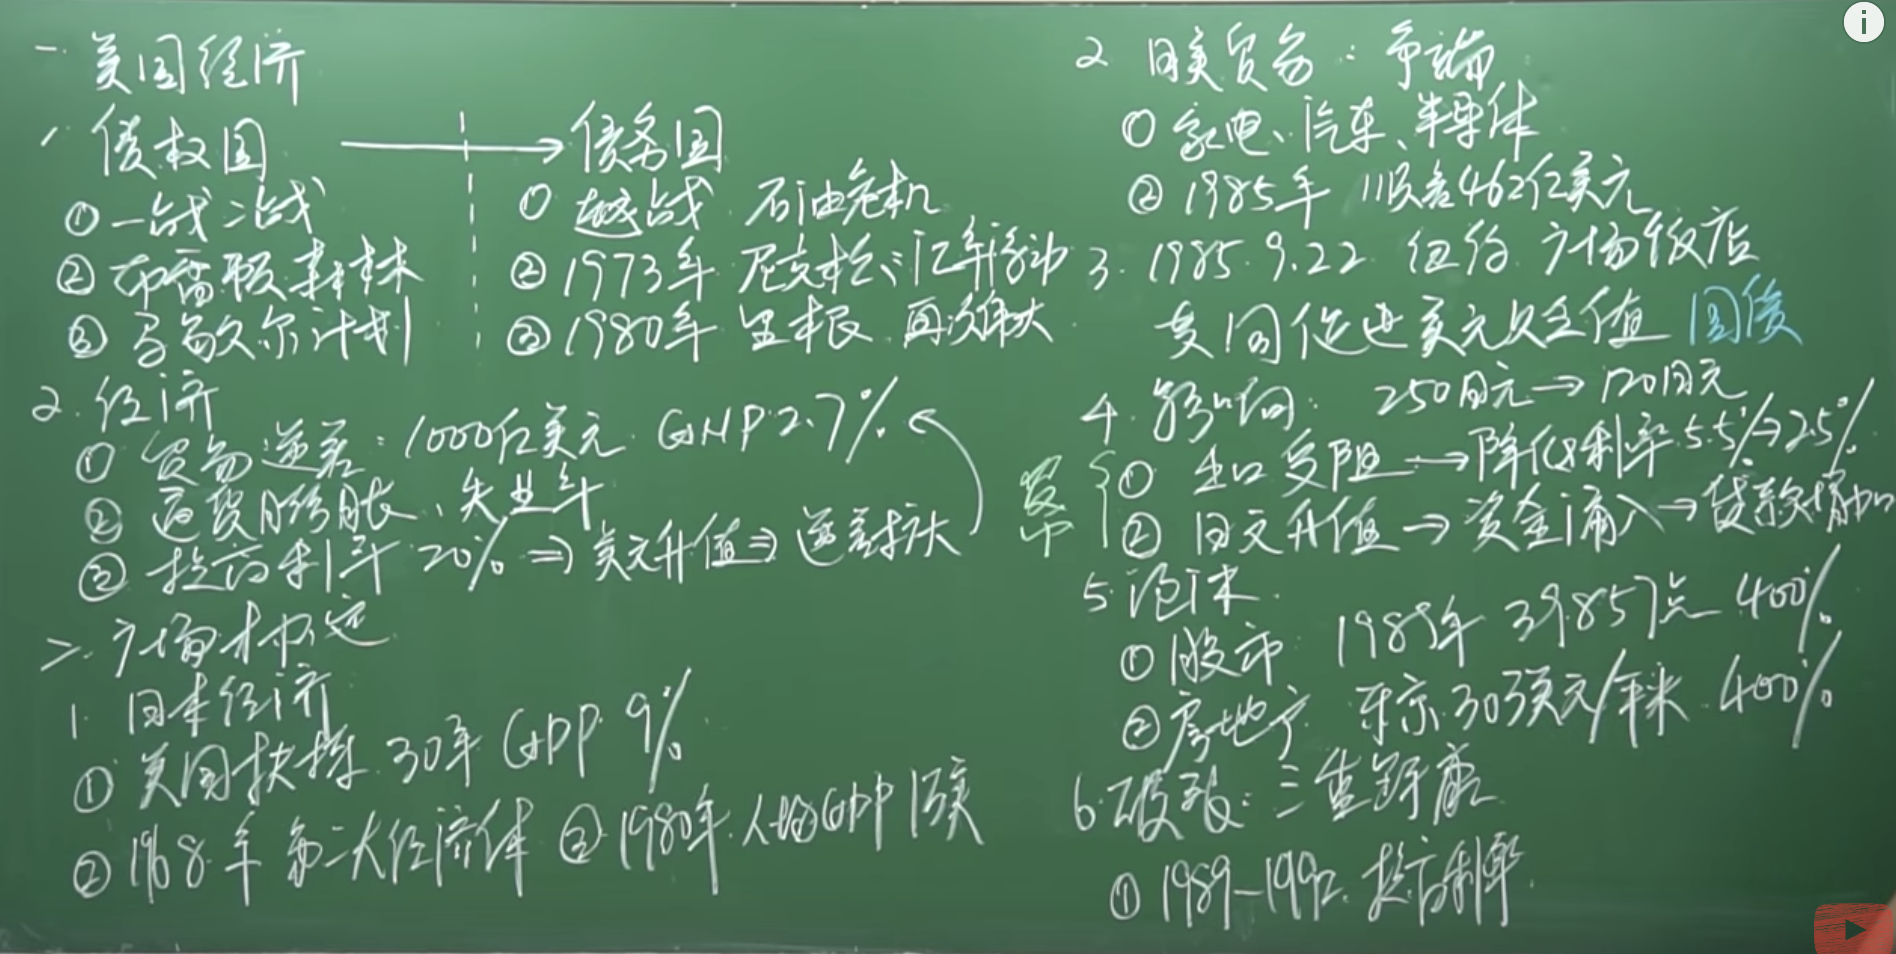 一. 美国经济
1 债权国 → 债务国
① 一战 二战
② 布雷顿森林
③ 马歇尔计划
① 越战 石油危机
② 1973年 尼克松 汇率浮动
③ 1980年 里根 再次伟大
2. 经济
① 贸易逆差: 1000亿美元 GNP 2.7%
② 通货膨胀、失业率
③ 提高利率 20% ⇒ 美元升值 ⇒ 逆差扩大
二. 广场协定
1. 日本经济
① 美国扶持 30年 GDP 9%
② 1968年 第二大经济体 ③ 1980年 人均GDP 1万美
2 日美贸易: 争端
① 家电、汽车、半导体
② 1985年 顺差462亿美元
3. 1985.9.22 纽约 广场饭店
共同促进美元贬值 国债
4. 影响: 250日元 → 120日元
① 出口受阻 → 降低利率 5.5% → 2.5%
② 日元升值 → 资金涌入 → 贷款增加
货币
5. 泡沫
① 股市: 1989年 39857点 400%
② 房地产 东京 30万美元/平米 400%
6. 破裂:
① 1989-1990. 提高利率